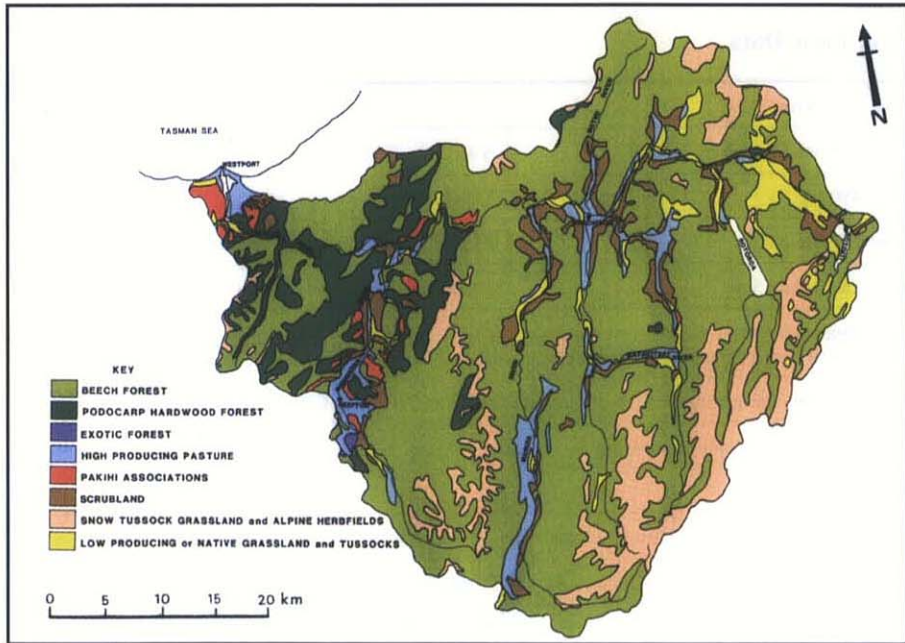 TASMAN SEA
WESTPORT
N
ROTOROA
KEY
BEECH FOREST
PODOCARP HARDWOOD FOREST
EXOTIC FOREST
HIGH PRODUCING PASTURE
PAKIHI ASSOCIATIONS
SCRUBLAND
SNOW TUSSOCK GRASSLAND and ALPINE HERBFIELDS
LOW PRODUCING or NATIVE GRASSLAND and TUSSOCKS
0 5 10 15 20 km